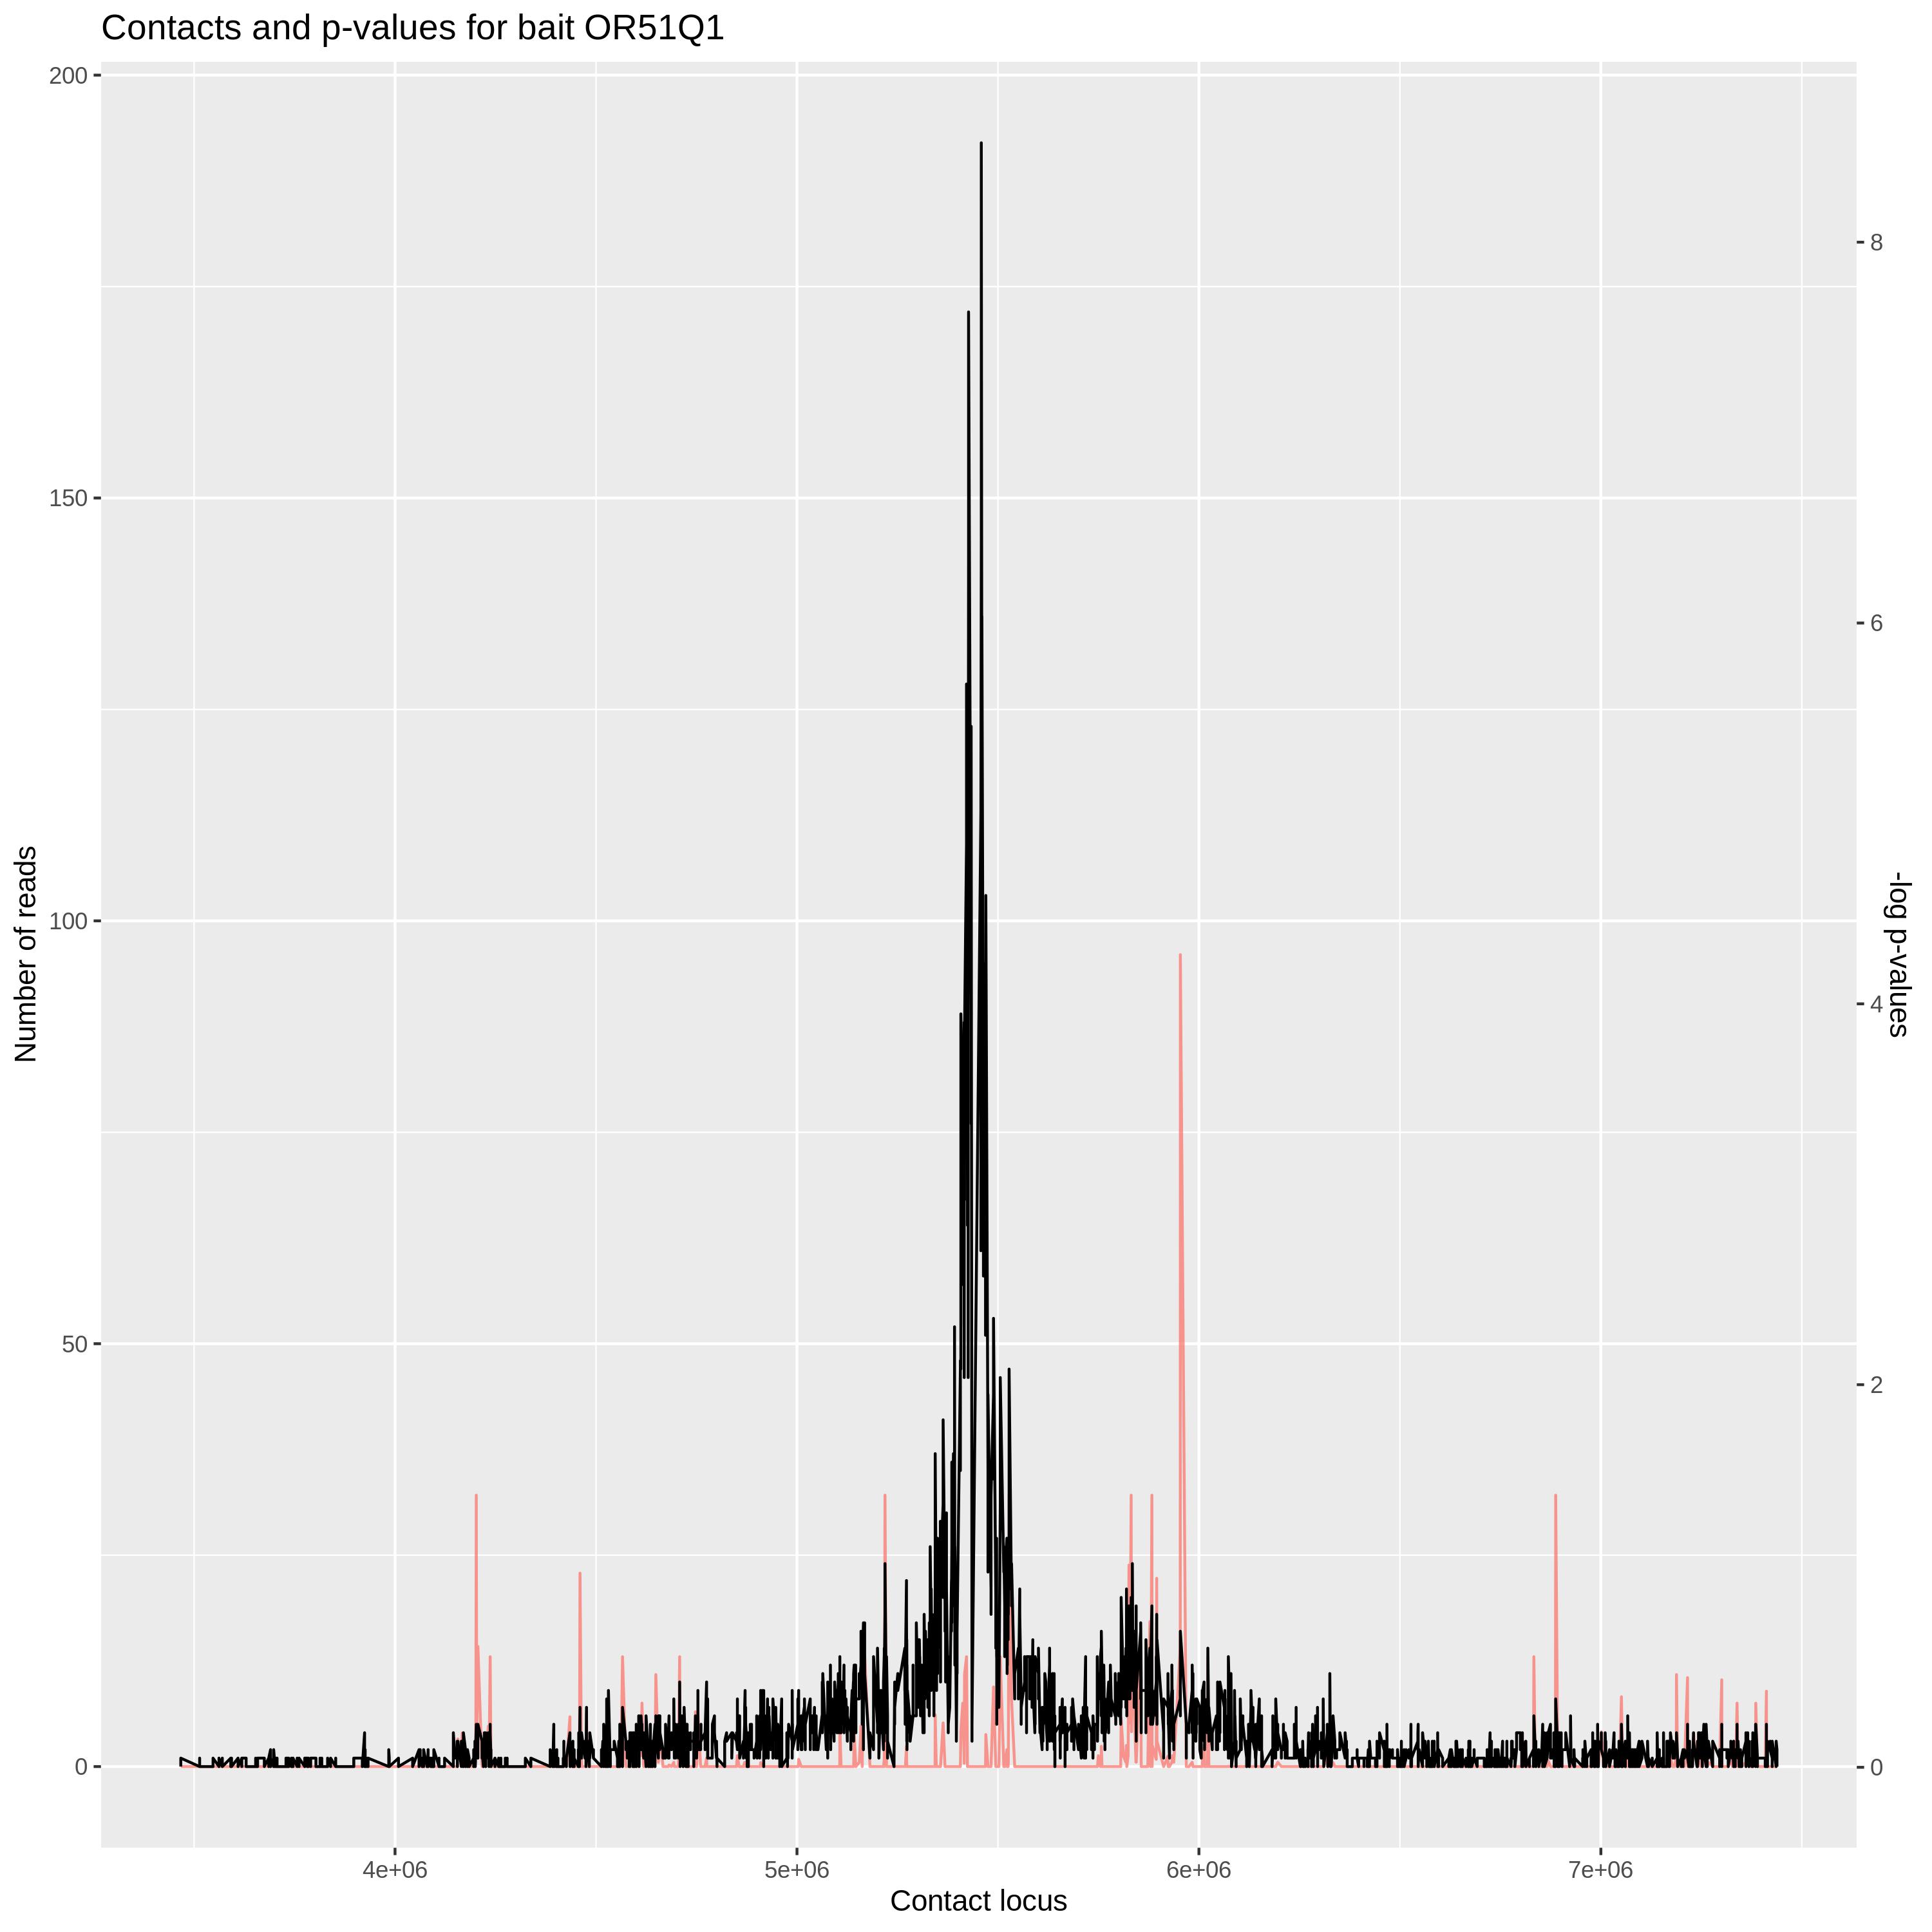 Contacts and p-values for bait OR51Q1
200
150
100
50
0
Number of reads
8
6
4
2
0
-log p-values
4e+06 5e+06 6e+06 7e+06
Contact locus